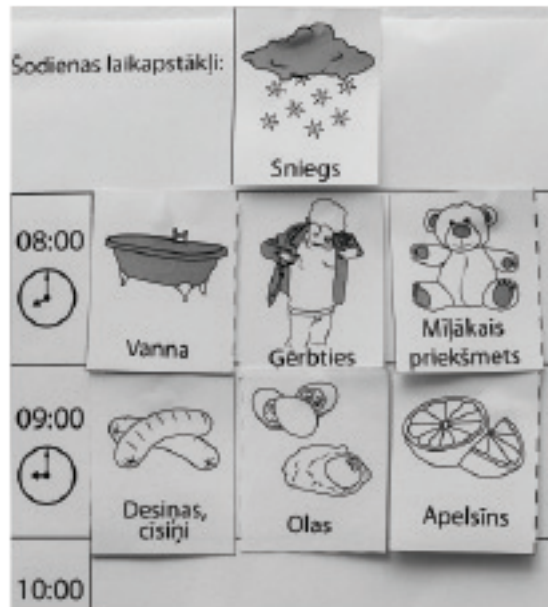 Šodienas laikapstākļi:
Sniegs
08:00
Vanna
Ģērbties
Mīļākais
priekšmets
09:00
Desiņas,
cīsiņi
Olas
Apelsīns
10:00